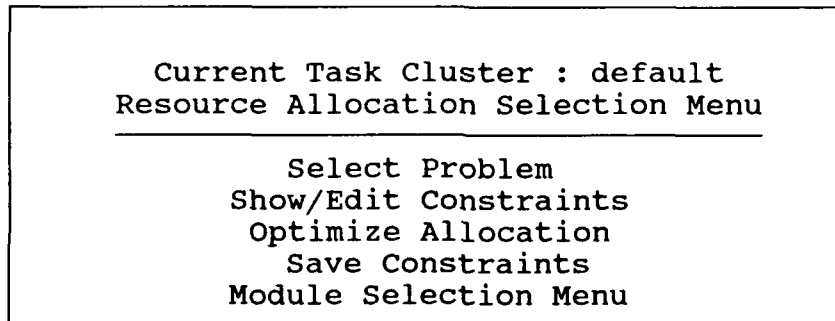 Current Task Cluster : default
Resource Allocation Selection Menu
Select Problem
Show/Edit Constraints
Optimize Allocation
Save Constraints
Module Selection Menu